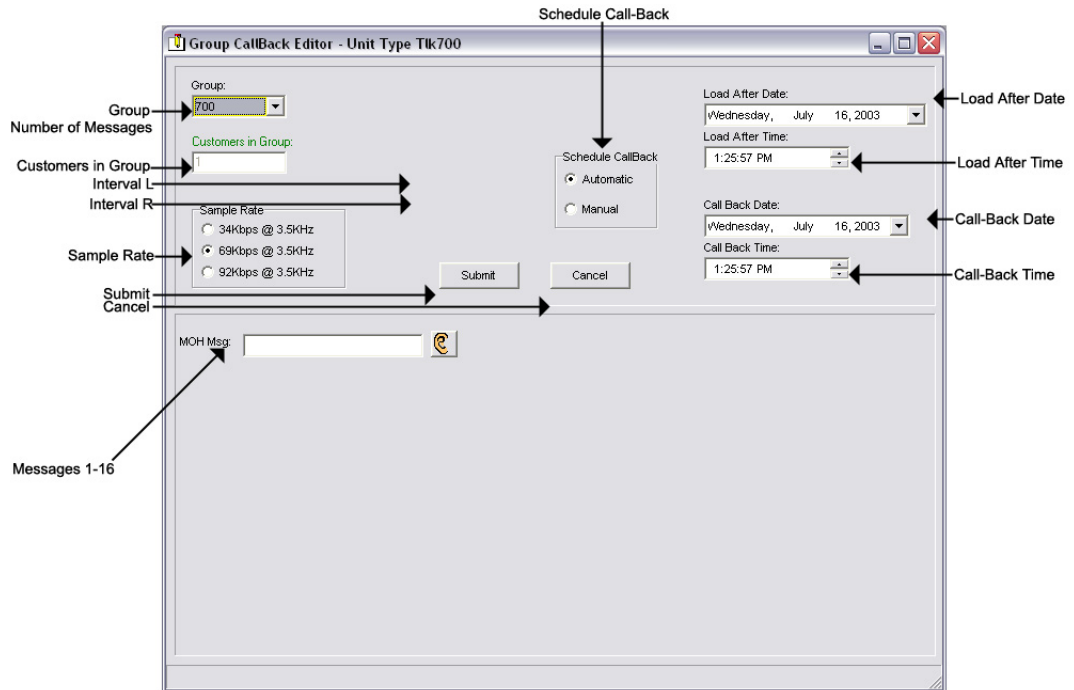 Schedule Call-Back
Group CallBack Editor - Unit Type Tlk700
Group:
700
Group
Number of Messages
Customers in Group:
1
Customers in Group
Interval L
Interval R
Sample Rate
34Kbps @ 3.5KHz
69Kbps @ 3.5KHz
92Kbps @ 3.5KHz
Sample Rate
Submit
Cancel
Submit
Cancel
Schedule CallBack
Automatic
Manual
Load After Date:
Wednesday, July 16, 2003
Load After Date
Load After Time:
1:25:57 PM
Load After Time
Call Back Date:
Wednesday, July 16, 2003
Call-Back Date
Call Back Time:
1:25:57 PM
Call-Back Time
MOH Msg:
Messages 1-16